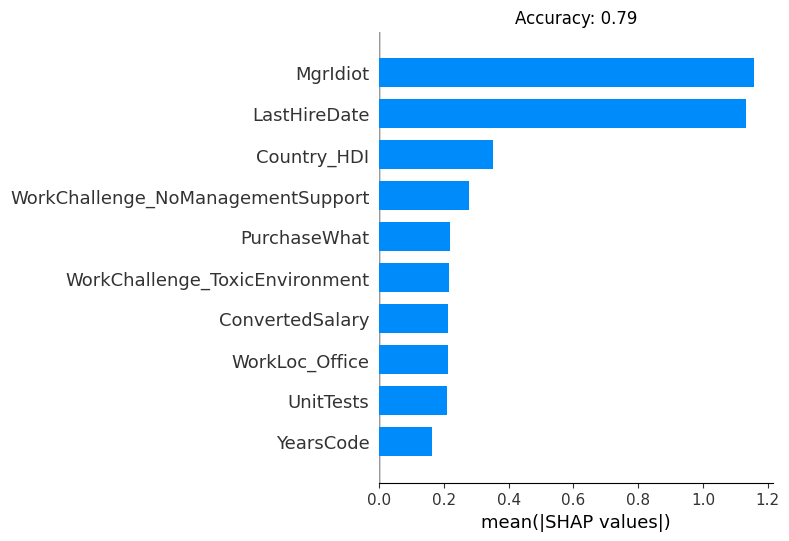 Accuracy: 0.79
MgrIdiot
LastHireDate
Country_HDI
WorkChallenge_NoManagementSupport
PurchaseWhat
WorkChallenge_ToxicEnvironment
ConvertedSalary
WorkLoc_Office
UnitTests
YearsCode
0.0 0.2 0.4 0.6 0.8 1.0 1.2
mean(|SHAP values|)